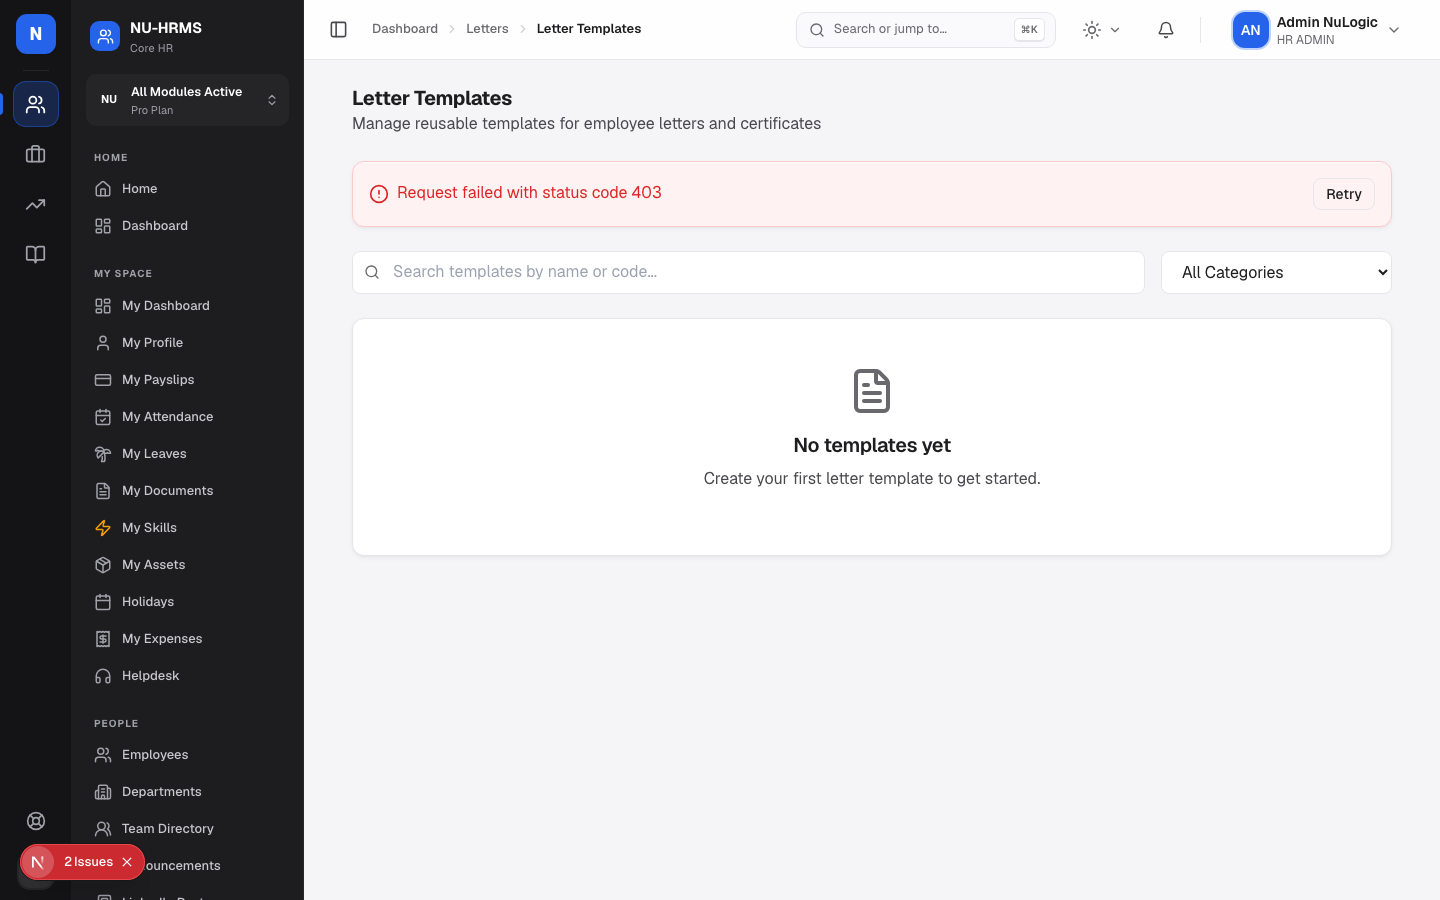 N
NU-HRMS
Core HR
NU
All Modules Active
Pro Plan
HOME
Home
Dashboard
MY SPACE
My Dashboard
My Profile
My Payslips
My Attendance
My Leaves
My Documents
My Skills
My Assets
Holidays
My Expenses
Helpdesk
PEOPLE
Employees
Departments
Team Directory
ouncements
N
2 Issues
Dashboard
Letters
Letter Templates
Search or jump to...
⌘K
AN
Admin NuLogic
HR ADMIN
Letter Templates
Manage reusable templates for employee letters and certificates
Request failed with status code 403
Retry
Search templates by name or code...
All Categories
No templates yet
Create your first letter template to get started.